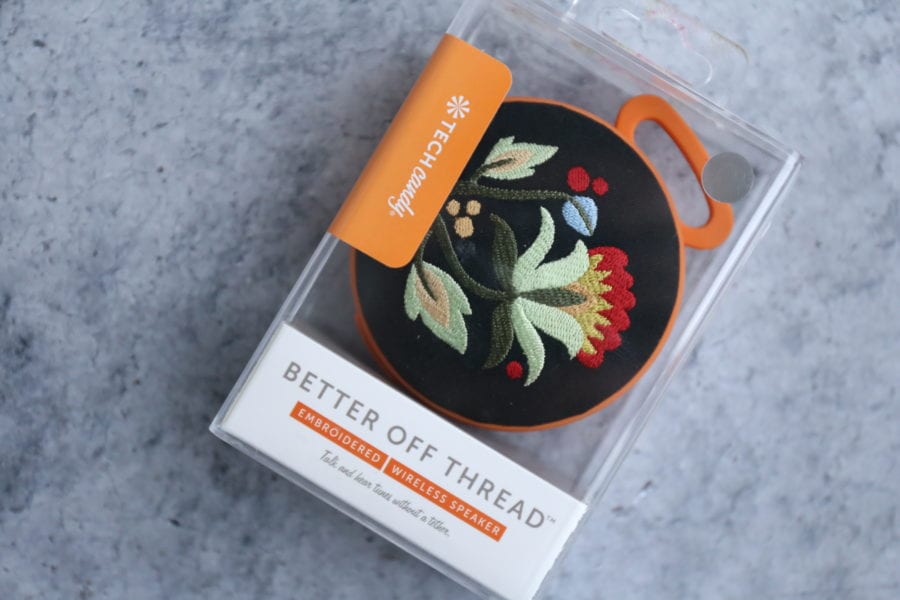 TECH candy®
BETTER OFF THREAD™
EMBROIDERED WIRELESS SPEAKER
Talk and hear tunes without a tether.